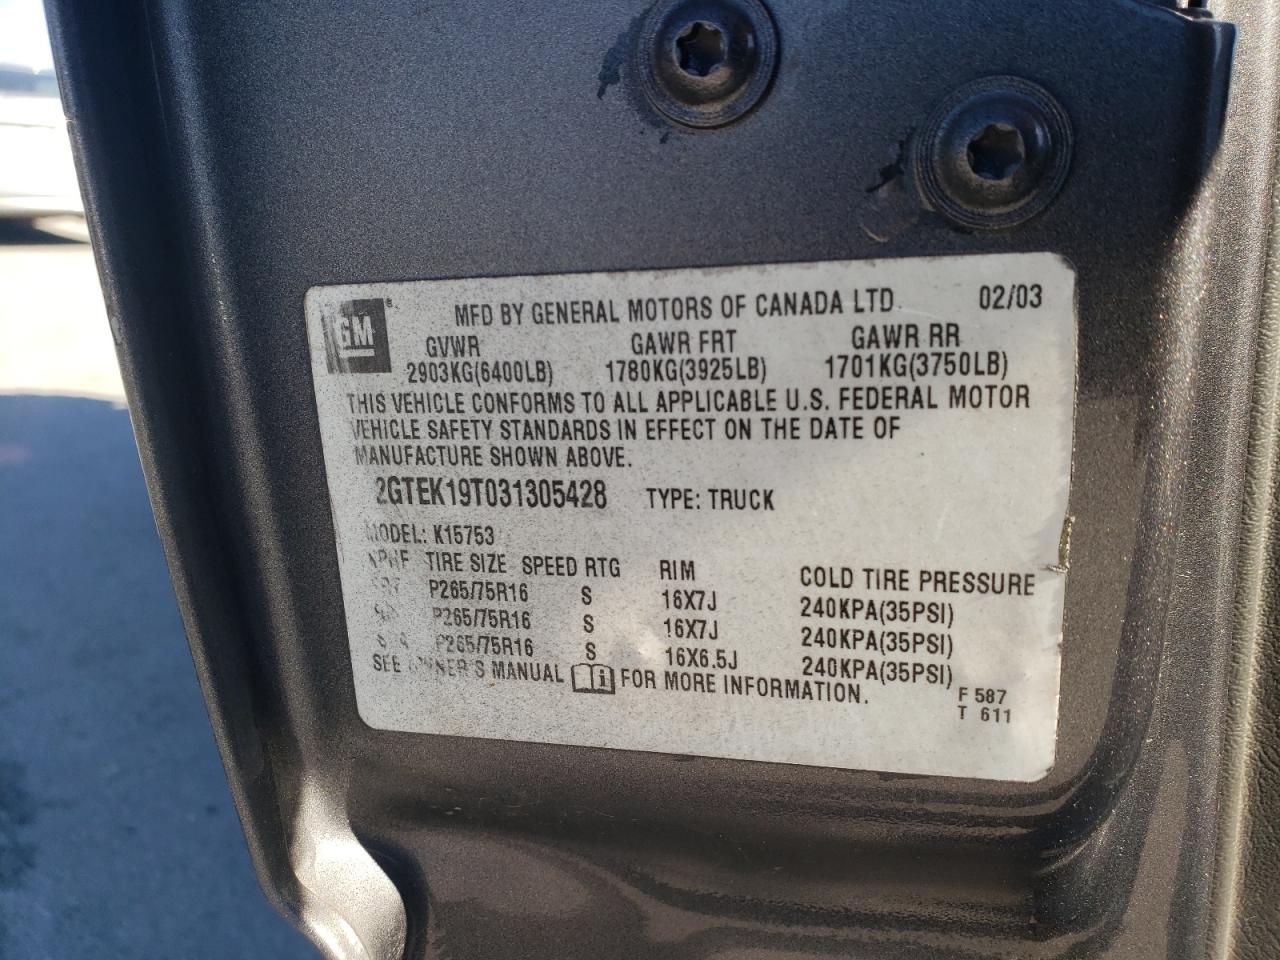 GM ®
MFD BY GENERAL MOTORS OF CANADA LTD. 02/03
GVWR GAWR FRT GAWR RR
2903KG(6400LB) 1780KG(3925LB) 1701KG(3750LB)
THIS VEHICLE CONFORMS TO ALL APPLICABLE U.S. FEDERAL MOTOR
VEHICLE SAFETY STANDARDS IN EFFECT ON THE DATE OF
MANUFACTURE SHOWN ABOVE.
2GTEK19T031305428 TYPE: TRUCK
MODEL: K15753
TIRE SIZE SPEED RTG RIM COLD TIRE PRESSURE
P265/75R16 S 16X7J 240KPA(35PSI)
P265/75R16 S 16X7J 240KPA(35PSI)
P265/75R16 S 16X6.5J 240KPA(35PSI)
SEE OWNER'S MANUAL FOR MORE INFORMATION.
F 587
T 611